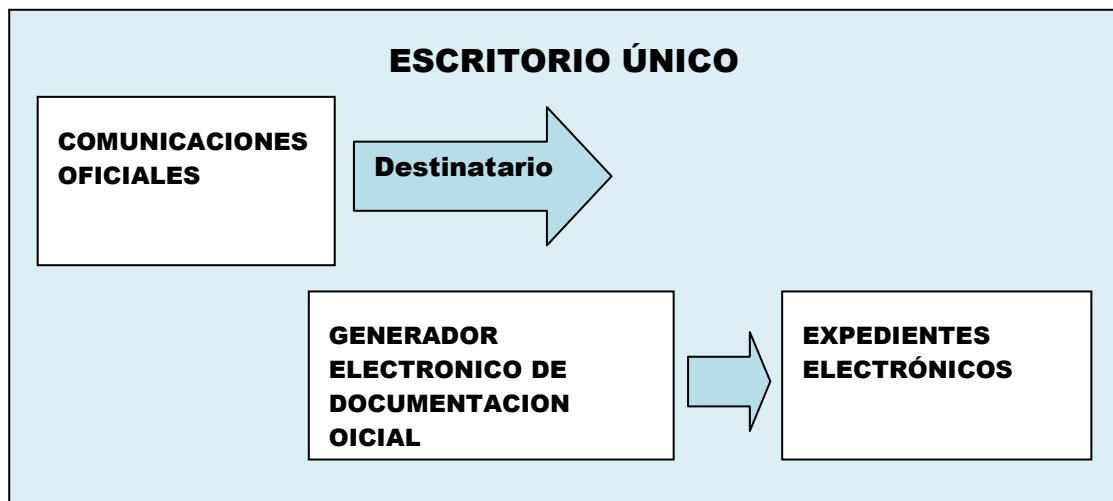 ESCRITORIO ÚNICO
COMUNICACIONES
OFICIALES
Destinatario
GENERADOR
ELECTRONICO DE
DOCUMENTACION
OICIAL
EXPEDIENTES
ELECTRÓNICOS